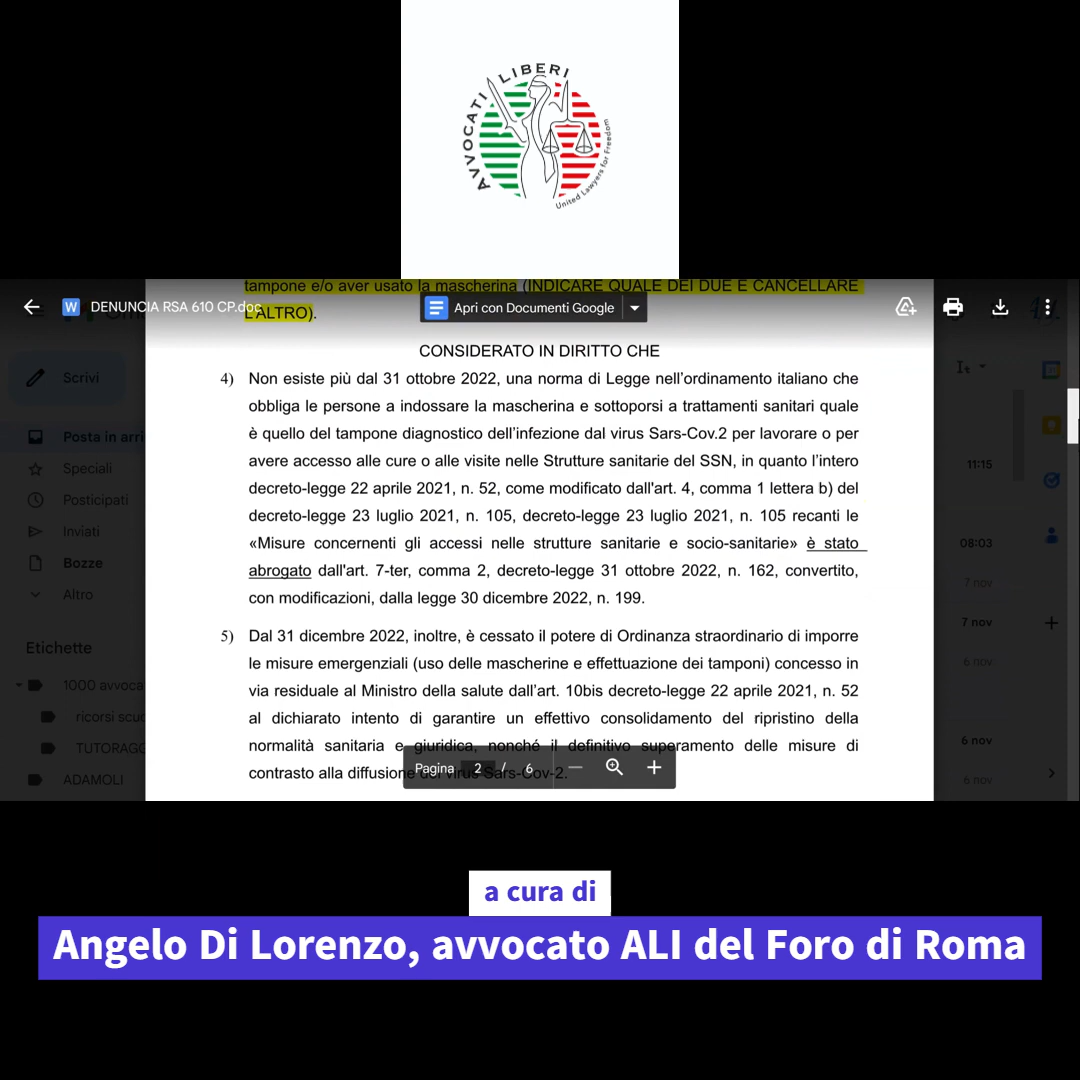 AVVOCATI LIBERI
United Lawyers for Freedom
tampone e/o aver usato la mascherina (INDICARE QUALE DEI DUE E CANCELLARE
L'ALTRO).
DENUNCIA RSA 610 CP.doc
Apri con Documenti Google
CONSIDERATO IN DIRITTO CHE
4) Non esiste più dal 31 ottobre 2022, una norma di Legge nell'ordinamento italiano che
obbliga le persone a indossare la mascherina e sottoporsi a trattamenti sanitari quale
è quello del tampone diagnostico dell'infezione dal virus Sars-Cov.2 per lavorare o per
avere accesso alle cure o alle visite nelle Strutture sanitarie del SSN, in quanto l'intero
decreto-legge 22 aprile 2021, n. 52, come modificato dall'art. 4, comma 1 lettera b) del
decreto-legge 23 luglio 2021, n. 105, decreto-legge 23 luglio 2021, n. 105 recanti le
«Misure concernenti gli accessi nelle strutture sanitarie e socio-sanitarie» è stato
abrogato dall'art. 7-ter, comma 2, decreto-legge 31 ottobre 2022, n. 162, convertito,
con modificazioni, dalla legge 30 dicembre 2022, n. 199.
5) Dal 31 dicembre 2022, inoltre, è cessato il potere di Ordinanza straordinario di imporre
le misure emergenziali (uso delle mascherine e effettuazione dei tamponi) concesso in
via residuale al Ministro della salute dall'art. 10bis decreto-legge 22 aprile 2021, n. 52
al dichiarato intento di garantire un effettivo consolidamento del ripristino della
normalità sanitaria e giuridica, nonché il definitivo superamento delle misure di
contrasto alla diffusione del virus Sars-Cov-2.
Pagina 2 / 6
Scrivi
Posta in arri
Speciali
Posticipati
Inviati
Bozze
Altro
Etichette
1000 avvoca
ricorsi scuo
TUTORAGG
ADAMOLI
11:15
08:03
7 nov
7 nov
6 nov
6 nov
6 nov
a cura di
Angelo Di Lorenzo, avvocato ALI del Foro di Roma